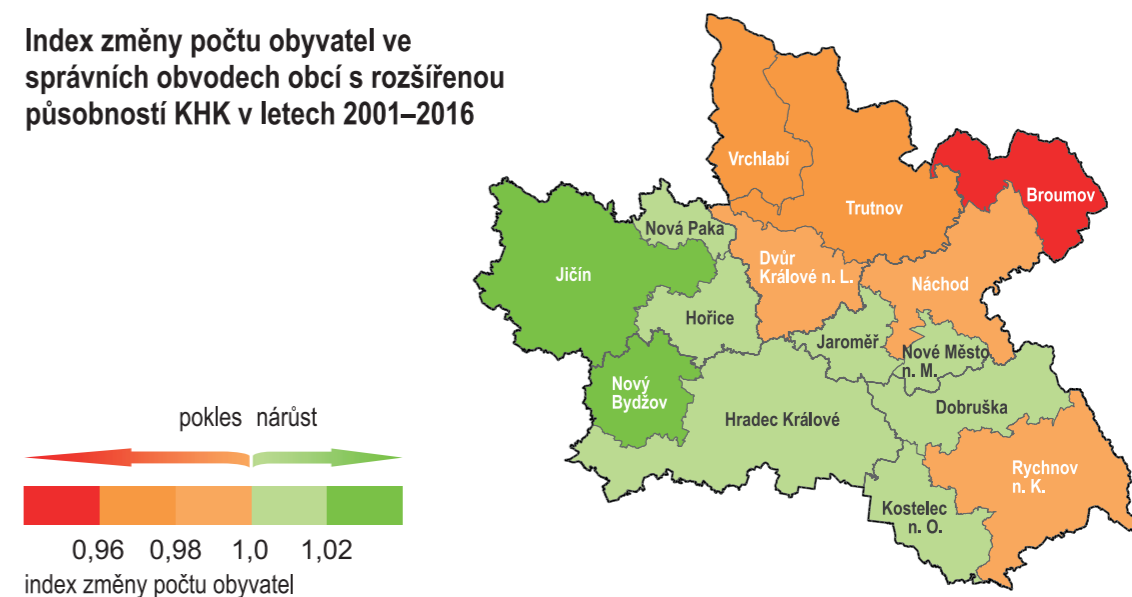 Index změny počtu obyvatel ve
správních obvodech obcí s rozšířenou
působností KHK v letech 2001–2016
Vrchlabí
Trutnov
Broumov
Nová Paka
Jičín
Dvůr
Králové n. L.
Náchod
Hořice
Jaroměř
Nové Město
n. M.
Nový
Bydžov
Hradec Králové
Dobruška
Rychnov
n. K.
Kostelec
n. O.
pokles nárůst
0,96 0,98 1,0 1,02
index změny počtu obyvatel